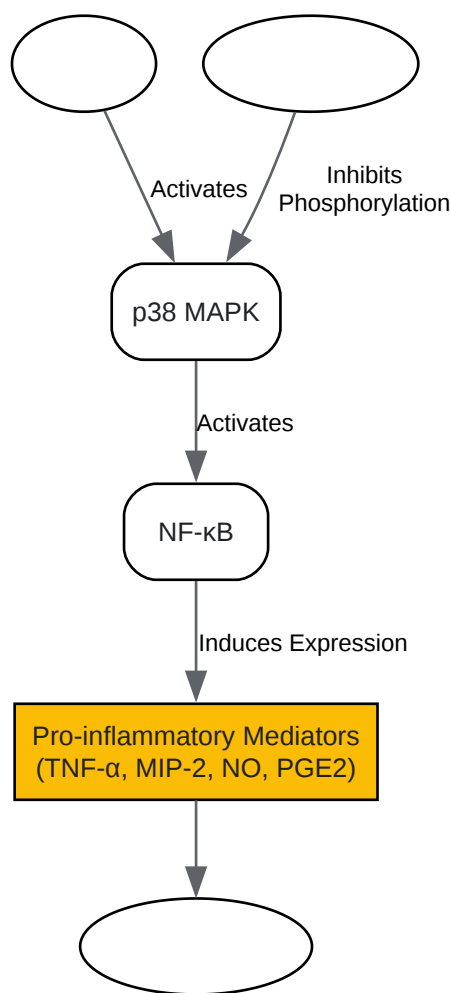 Activates
Inhibits
Phosphorylation
p38 MAPK
Activates
NF-κB
Induces Expression
Pro-inflammatory Mediators
(TNF-α, MIP-2, NO, PGE2)